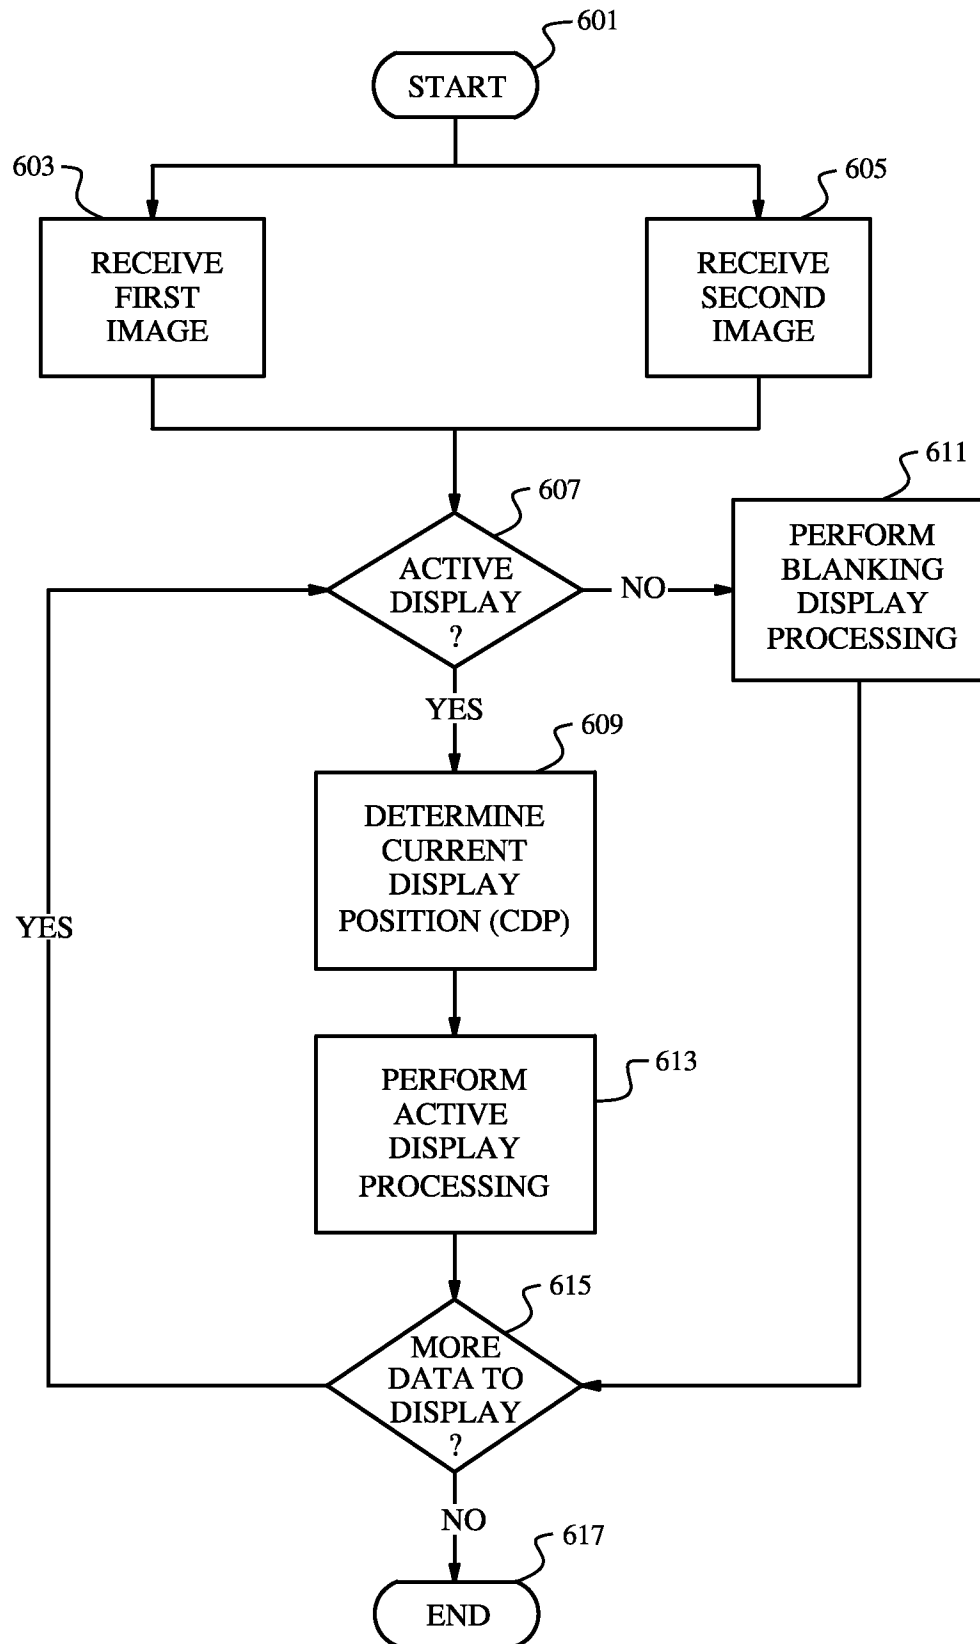 601
START
603
605
RECEIVE
FIRST
IMAGE
RECEIVE
SECOND
IMAGE
607
611
ACTIVE
DISPLAY
?
NO
PERFORM
BLANKING
DISPLAY
PROCESSING
YES
609
DETERMINE
CURRENT
DISPLAY
POSITION (CDP)
YES
613
PERFORM
ACTIVE
DISPLAY
PROCESSING
615
MORE
DATA TO
DISPLAY
?
NO
617
END